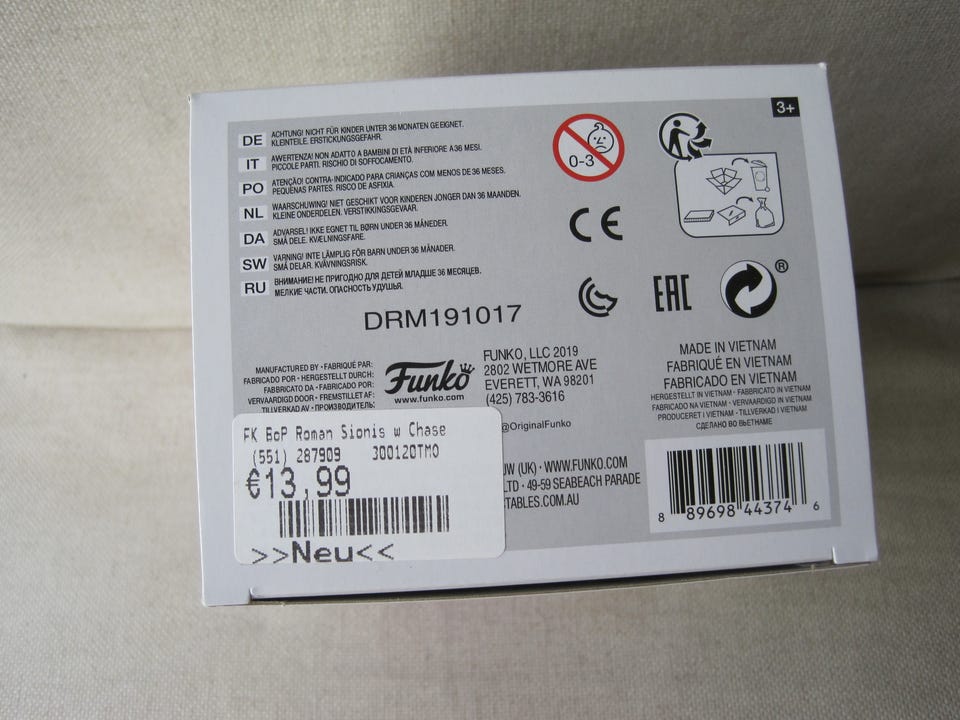 3+
DE ACHTUNG! NICHT FÜR KINDER UNTER 36 MONATEN GEEIGNET.
KLEINTEILE. ERSTICKUNGSGEFAHR.
IT AWERTENZA! NON ADATTO A BAMBINI DI ETÀ INFERIORE A 36 MESI.
PICCOLE PARTI. RISCHIO DI SOFFOCAMENTO.
PO ATENÇÃO! CONTRA-INDICADO PARA CRIANÇAS COM MENOS DE 36 MESES.
PEQUENAS PARTES. RISCO DE ASFIXIA.
NL WAARSCHUWING! NIET GESCHIKT VOOR KINDEREN JONGER DAN 36 MAANDEN.
KLEINE ONDERDELEN. VERSTIKKINGSGEVAAR.
DA ADVARSEL! IKKE EGNET TIL BØRN UNDER 36 MÅNEDER.
SMÅ DELE. KVÆLNINGSFARE.
SW VARNING! INTE LÄMPLIG FÖR BARN UNDER 36 MÅNADER.
SMÅ DELAR. KVÄVNINGSRISK.
RU ВНИМАНИЕ! НЕ ПРИГОДНО ДЛЯ ДЕТЕЙ МЛАДШЕ 36 МЕСЯЦЕВ.
МЕЛКИЕ ЧАСТИ. ОПАСНОСТЬ УДУШЬЯ.
0-3
CE
EAC
®
DRM191017
MANUFACTURED BY · FABRIQUÉ PAR:
FABRICADO POR · HERGESTELLT DURCH:
FABBRICATO DA · FABRICADO POR:
VERVAARDIGD DOOR · FREMSTILLET AF:
TILLVERKAD AV · ПРОИЗВОДИТЕЛЬ:
Funko
www.funko.com
FUNKO, LLC 2019
2802 WETMORE AVE
EVERETT, WA 98201
(425) 783-3616
@OriginalFunko
MADE IN VIETNAM
FABRIQUÉ EN VIETNAM
FABRICADO EN VIETNAM
HERGESTELLT IN VIETNAM · FABBRICATO IN VIETNAM
FABRICADO NA VIETNAM · VERVAARDIGD IN VIETNAM
PRODUCERET I VIETNAM · TILLVERKAD I VIETNAM
СДЕЛАНО ВО ВЬЕТНАМЕ
FK BoP Roman Sionis w Chase
(551) 287909 300120TMO
€13,99
>>Neu<<
JW (UK) · WWW.FUNKO.COM
LTD · 49-59 SEABEACH PARADE
STABLES.COM.AU
8 89698 44374 6